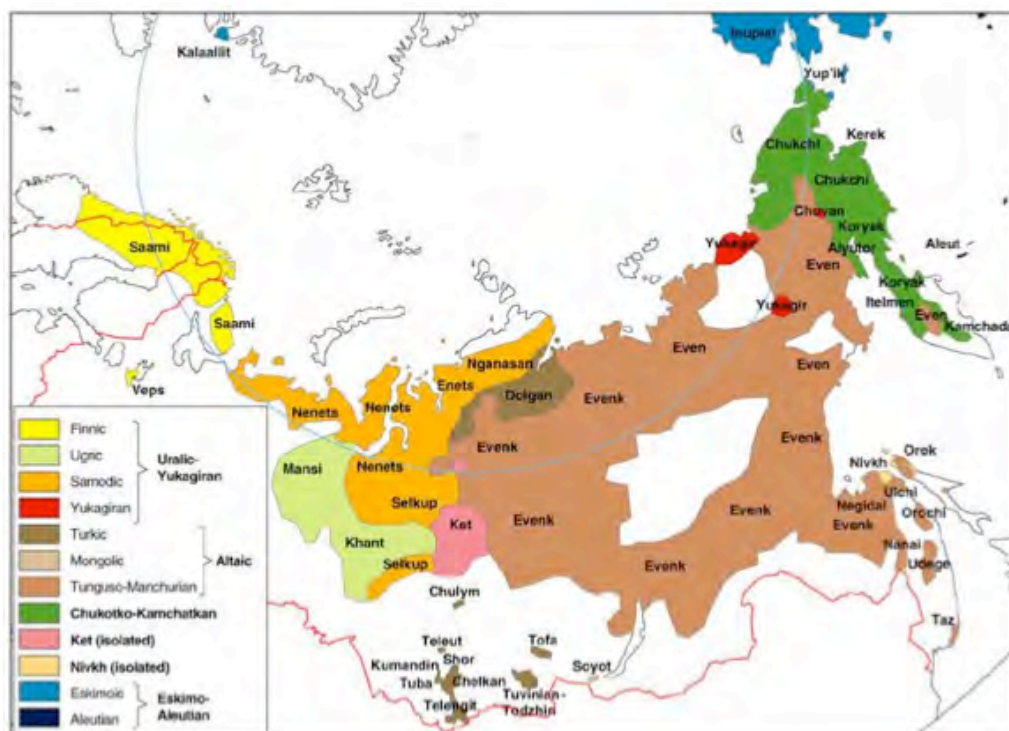 Kalaallit
Inupiat
Yup'ik
Chukchi
Kerek
Chukchi
Chuvan
Koryak
Alyutor
Aleut
Yukagir
Even
Koryak
Itelmen
Even
Kamchada
Yukagir
Saami
Saami
Veps
Nganasan
Enets
Dolgan
Even
Even
Nenets
Nenets
Evenk
Evenk
Evenk
Mansi
Nenets
Selkup
Ket
Evenk
Evenk
Nivkh
Orek
Ulchi
Negidal
Orochi
Evenk
Khant
Selkup
Nanai
Udege
Evenk
Chulym
Taz
Teleut
Tofa
Shor
Soyot
Kumandin
Chelkan
Tuba
Tuvinian-
Todzhin
Telengit
Finnic
Ugric
Samodic
Yukagiran
Uralic-
Yukagiran
Turkic
Mongolic
Tunguso-Manchurian
Altaic
Chukotko-Kamchatkan
Ket (isolated)
Nivkh (isolated)
Eskimoic
Aleutian
Eskimo-
Aleutian